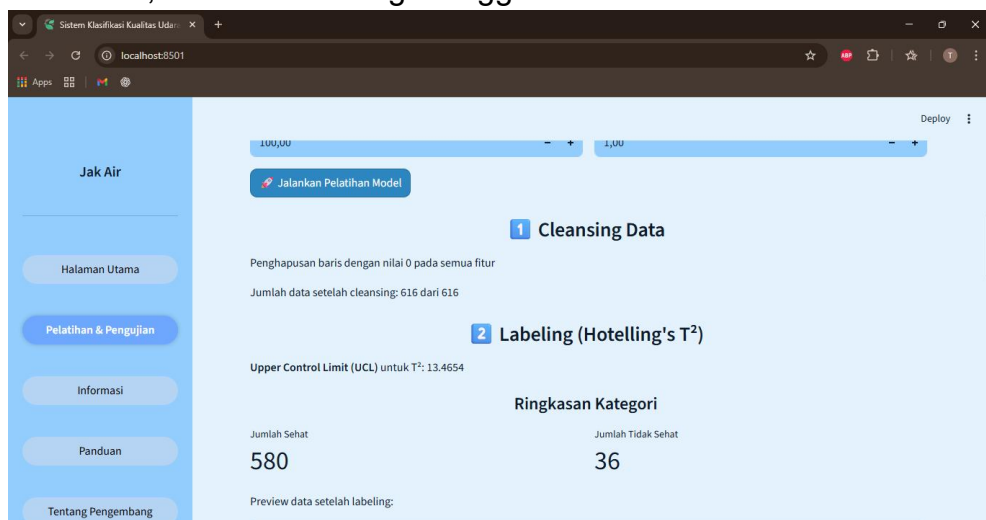 Sistem Klasifikasi Kualitas Udar
localhost:8501
ABP
T
Apps
Deploy
Jak Air
100,00 - +
1,00 - +
🚀 Jalankan Pelatihan Model
1 Cleansing Data
Halaman Utama
Penghapusan baris dengan nilai 0 pada semua fitur
Jumlah data setelah cleansing: 616 dari 616
Pelatihan & Pengujian
2 Labeling (Hotelling's T²)
Upper Control Limit (UCL) untuk T²: 13.4654
Informasi
Ringkasan Kategori
Jumlah Sehat
Jumlah Tidak Sehat
Panduan
580
36
Preview data setelah labeling:
Tentang Pengembang